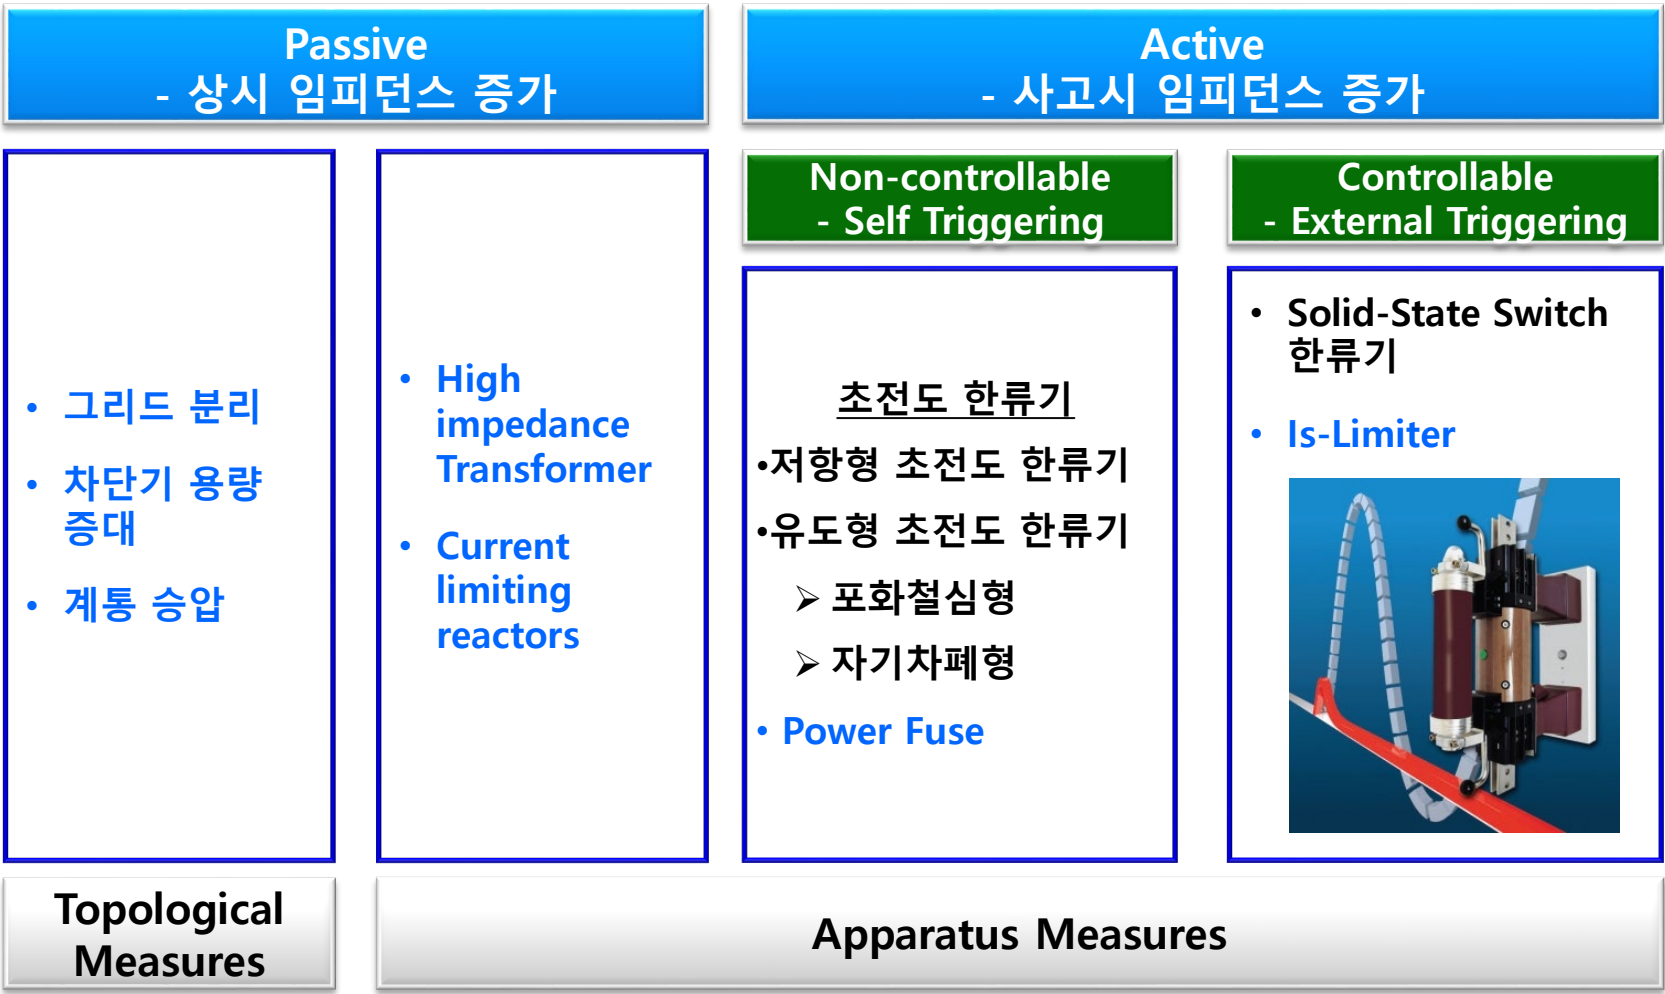 Passive
- 상시 임피던스 증가
Active
- 사고시 임피던스 증가
• 그리드 분리
• 차단기 용량
증대
• 계통 승압
• High
impedance
Transformer
• Current
limiting
reactors
Non-controllable
- Self Triggering
초전도 한류기
•저항형 초전도 한류기
•유도형 초전도 한류기
➢ 포화철심형
➢ 자기차폐형
• Power Fuse
Controllable
- External Triggering
• Solid-State Switch
한류기
• Is-Limiter
Topological
Measures
Apparatus Measures